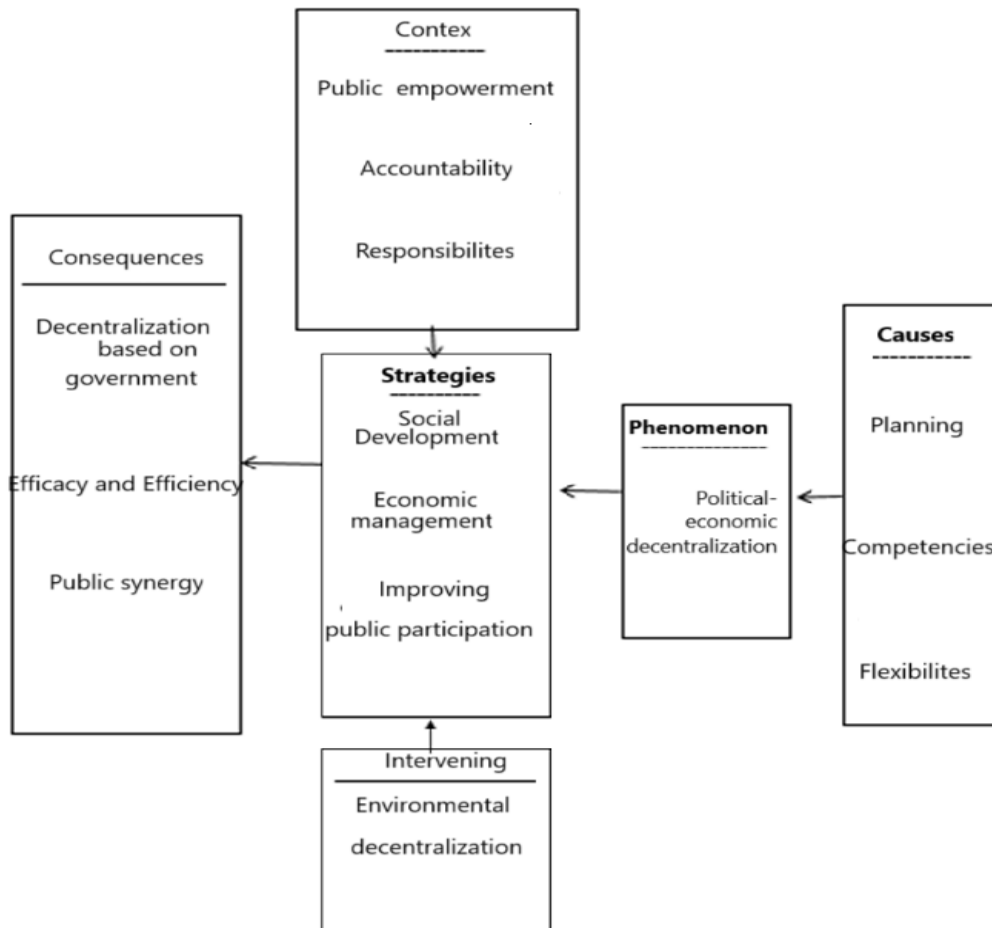 Contex
Public empowerment
Accountability
Responsibilites
Consequences
Decentralization
based on
government
Efficacy and Efficiency
Public synergy
Strategies
Social
Development
Economic
management
Improving
public participation
Phenomenon
Political-
economic
decentralization
Causes
Planning
Competencies
Flexibilites
Intervening
Environmental
decentralization